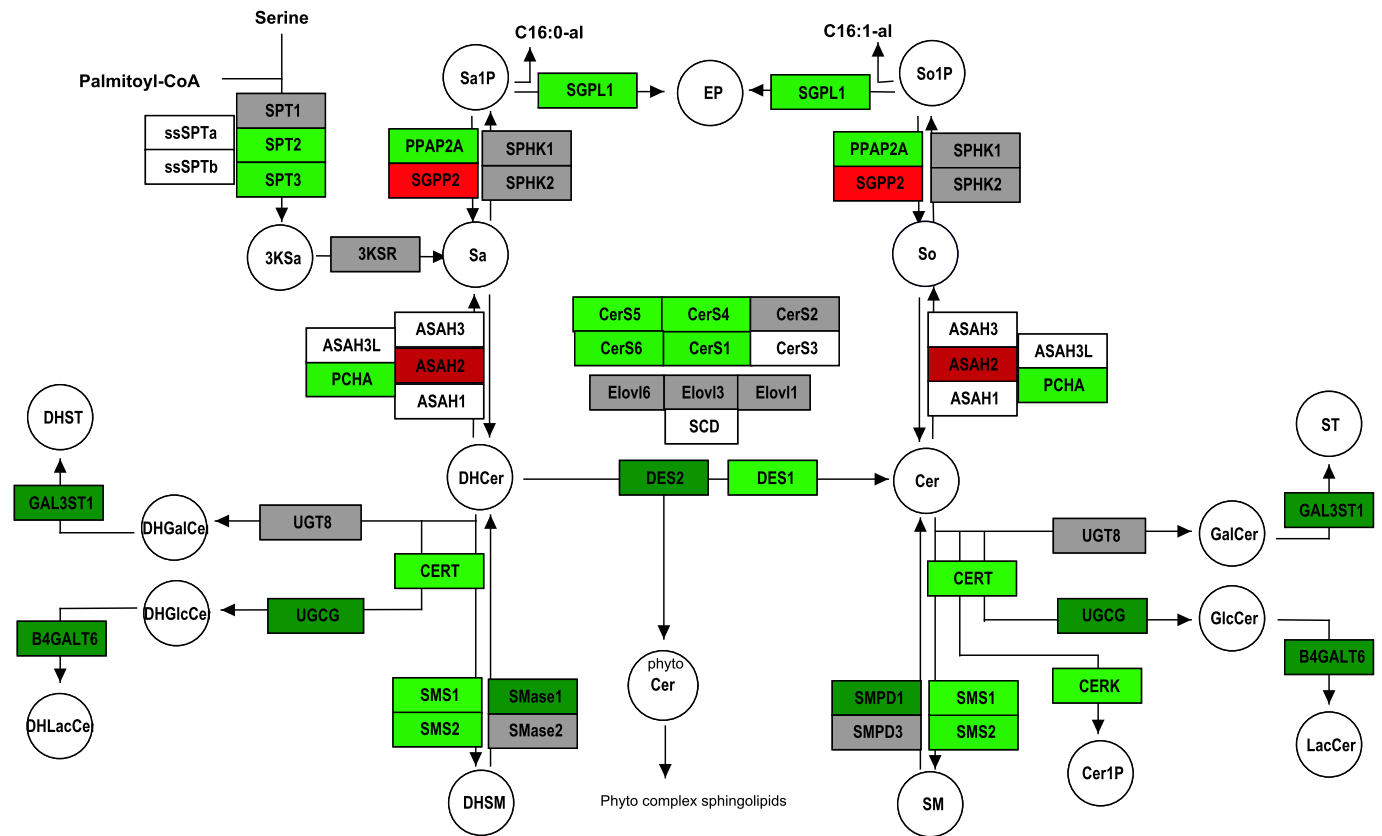 Serine
C16:0-al
C16:1-al
Palmitoyl-CoA
Sa1P
SGPL1
EP
SGPL1
So1P
SPT1
ssSPTa
SPT2
ssSPTb
SPT3
PPAP2A
SPHK1
SGPP2
SPHK2
PPAP2A
SPHK1
SGPP2
SPHK2
3KSa
3KSR
Sa
So
CerS5
CerS4
CerS2
CerS6
CerS1
CerS3
ASAH3
ASAH3L
ASAH2
PCHA
ASAH1
ASAH3
ASAH3L
ASAH2
PCHA
ASAH1
Elovl6
Elovl3
Elovl1
SCD
DHST
ST
DHCer
DES2
DES1
Cer
GAL3ST1
GAL3ST1
DHGalCe
UGT8
UGT8
GalCer
CERT
CERT
DHGlcCe
UGCG
UGCG
GlcCer
B4GALT6
B4GALT6
phyto
Cer
CERK
SMS1
SMase1
SMS2
SMase2
SMPD1
SMS1
SMPD3
SMS2
DHLacCe
LacCer
Cer1P
DHSM
Phyto complex sphingolipids
SM